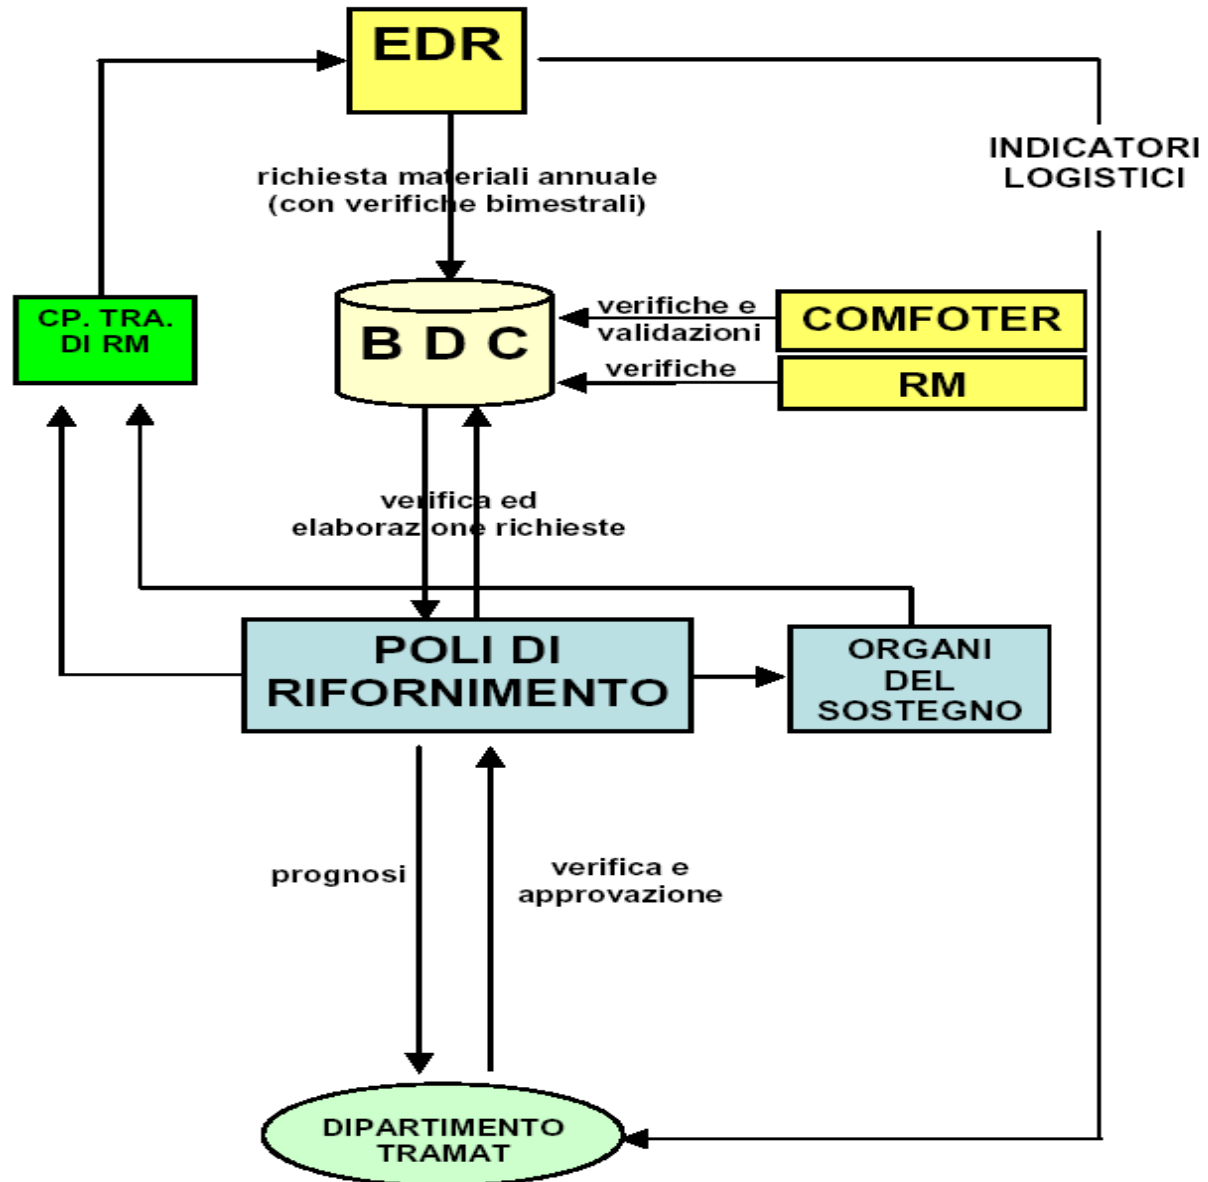 EDR
INDICATORI
LOGISTICI
richiesta materiali annuale
(con verifiche bimestrali)
CP. TRA.
DI RM
B D C
verifiche e
validazioni
COMFOTER
verifiche
RM
verifica ed
elaborazione richieste
POLI DI
RIFORNIMENTO
ORGANI
DEL
SOSTEGNO
prognosi
verifica e
approvazione
DIPARTIMENTO
TRAMAT